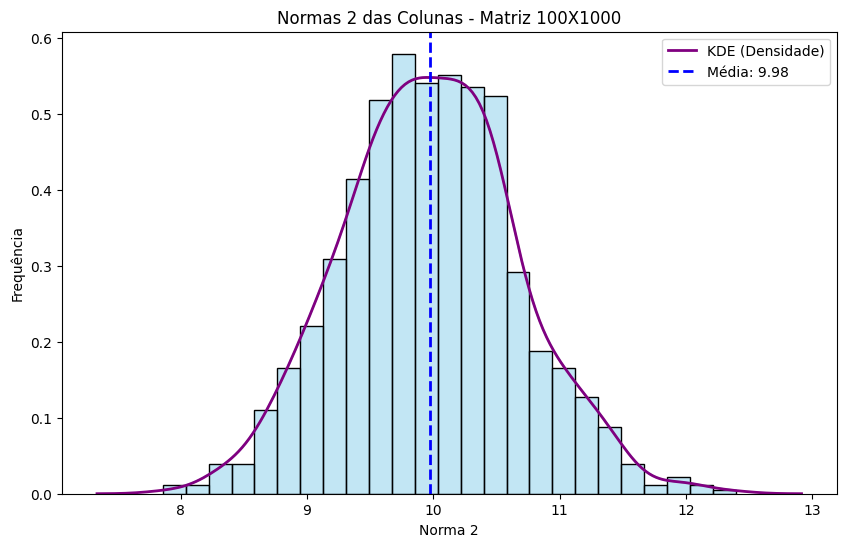 Normas 2 das Colunas - Matriz 100X1000
KDE (Densidade)
Média: 9.98
Frequência
0.6
0.5
0.4
0.3
0.2
0.1
0.0
8
9
10
11
12
13
Norma 2